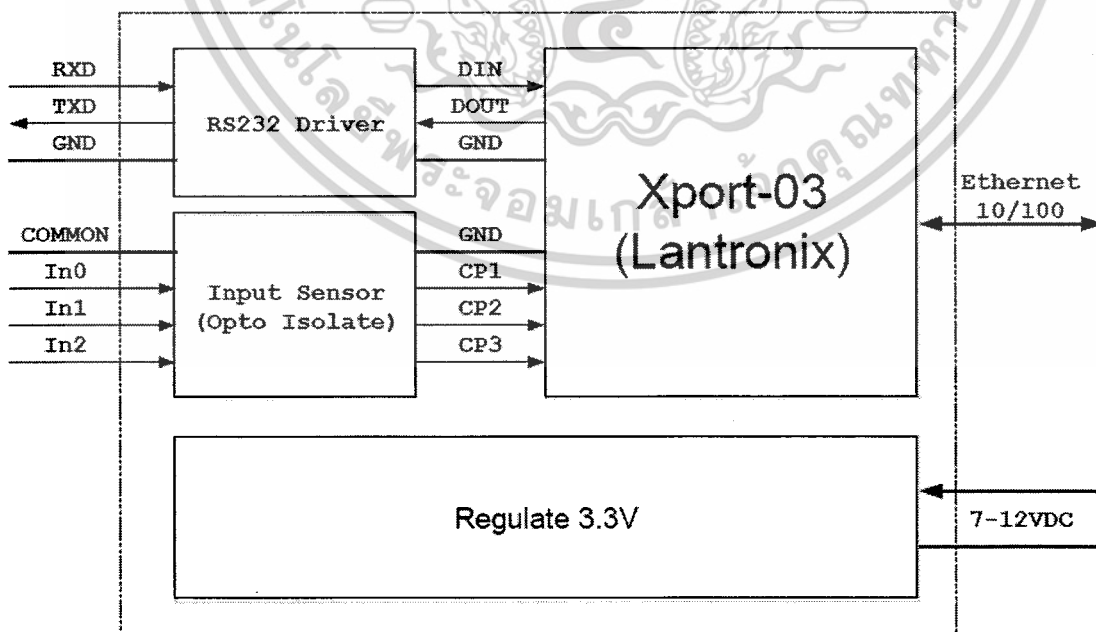 RXD
TXD
GND
RS232 Driver
DIN
DOUT
GND
Xport-03
(Lantronix)
Ethernet
10/100
COMMON
In0
In1
In2
Input Sensor
(Opto Isolate)
GND
CP1
CP2
CP3
Regulate 3.3V
7-12VDC